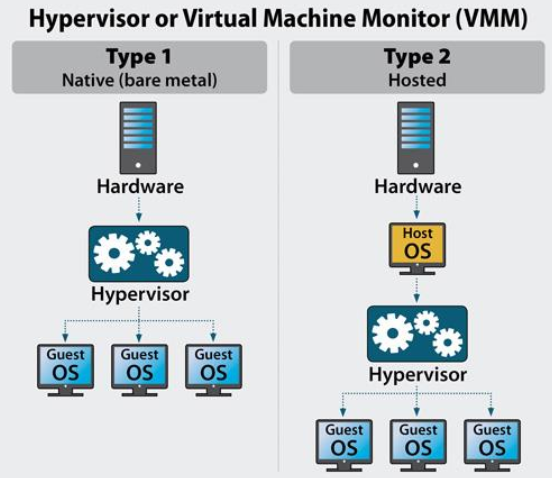 Hypervisor or Virtual Machine Monitor (VMM)
Type 1
Native (bare metal)
Hardware
Hypervisor
Guest
OS
Guest
OS
Guest
OS
Type 2
Hosted
Hardware
Host
OS
Hypervisor
Guest
OS
Guest
OS
Guest
OS